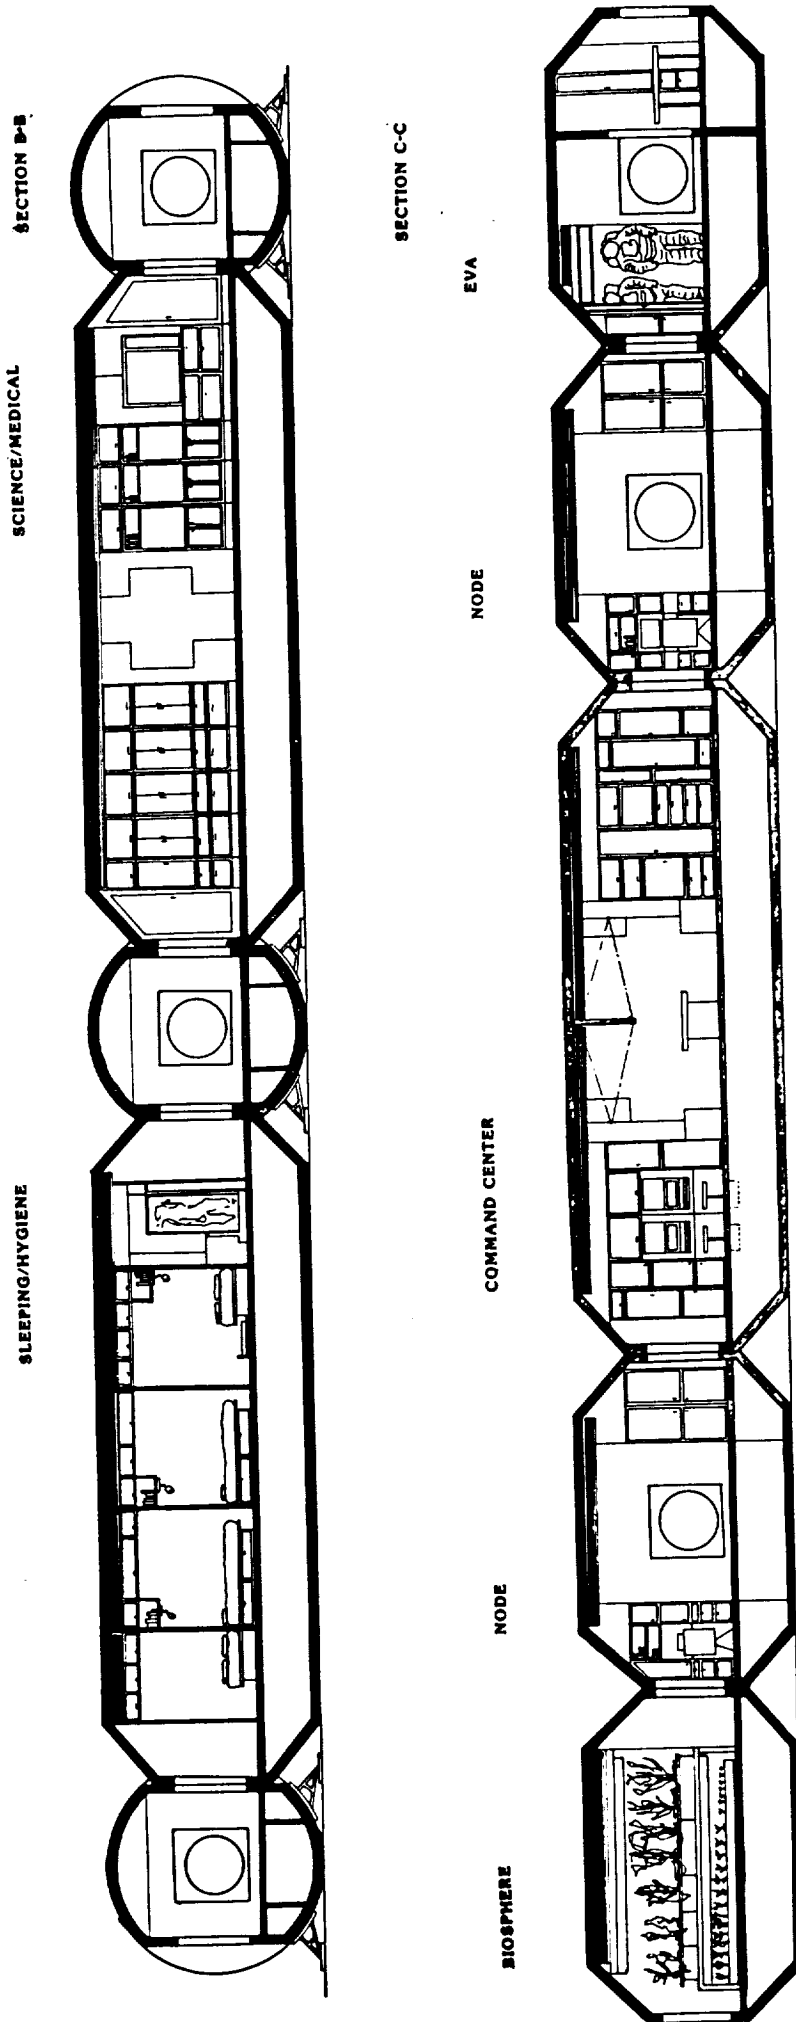 SECTION B-B
SCIENCE/MEDICAL
SLEEPING/HYGIENE
SECTION C-C
EVA
NODE
COMMAND CENTER
NODE
BIOSPHERE